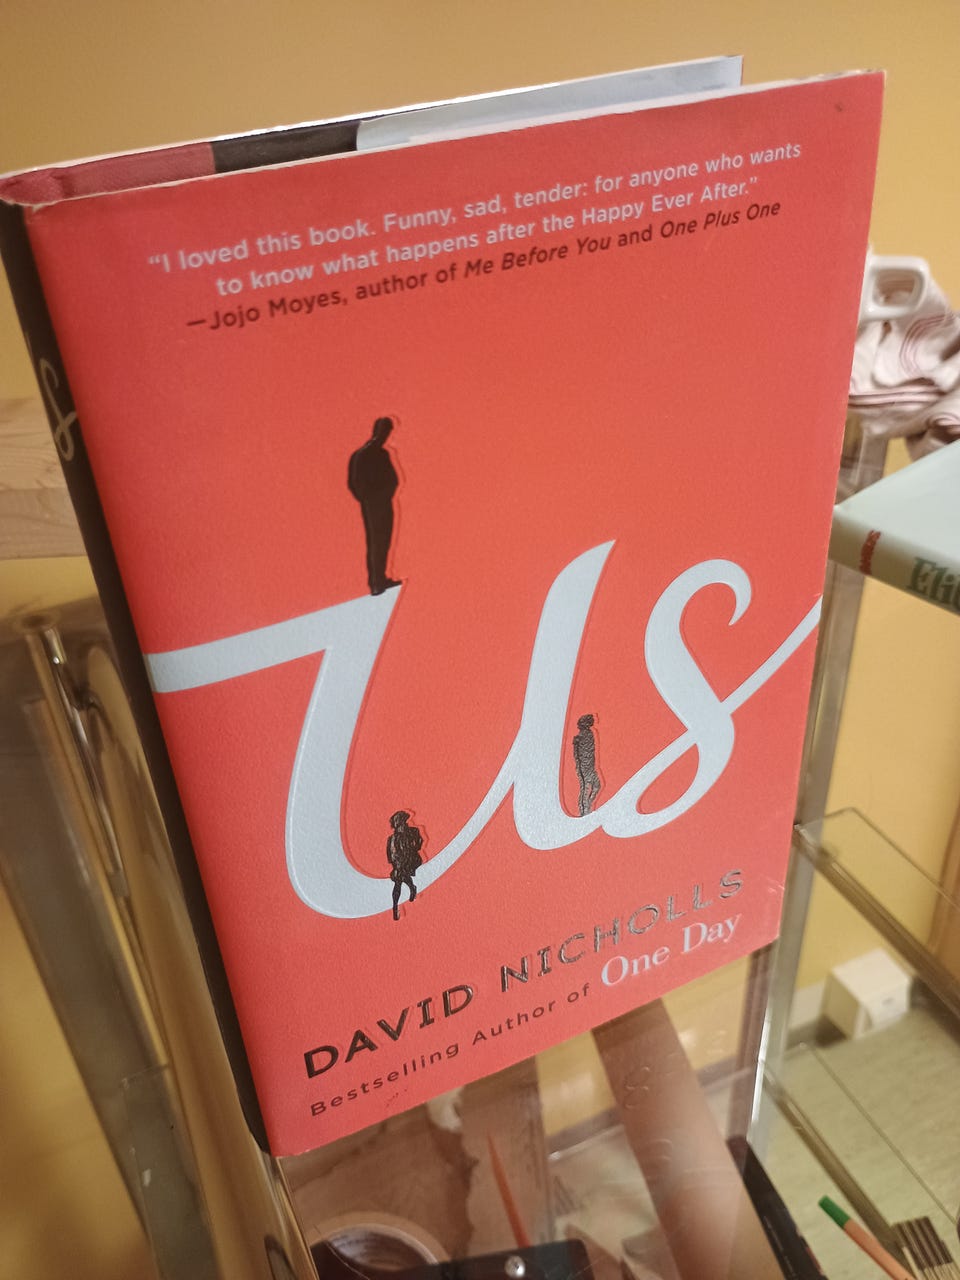 “I loved this book. Funny, sad, tender: for anyone who wants
to know what happens after the Happy Ever After.”
—Jojo Moyes, author of Me Before You and One Plus One
Us
DAVID NICHOLLS
Bestselling Author of One Day